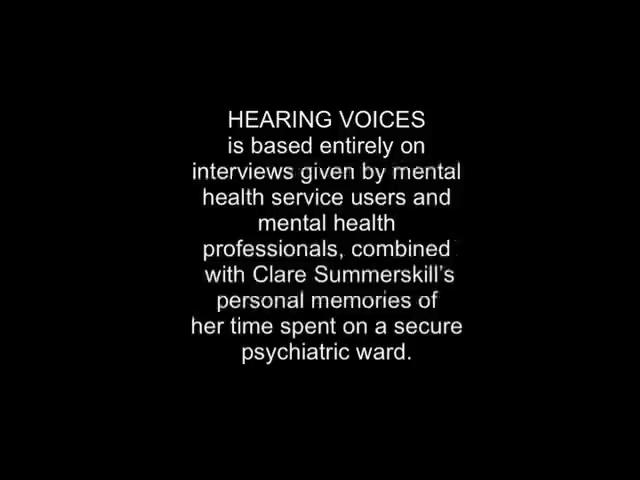 HEARING VOICES
is based entirely on
interviews given by mental
health service users and
mental health
professionals, combined
with Clare Summerskill's
personal memories of
her time spent on a secure
psychiatric ward.